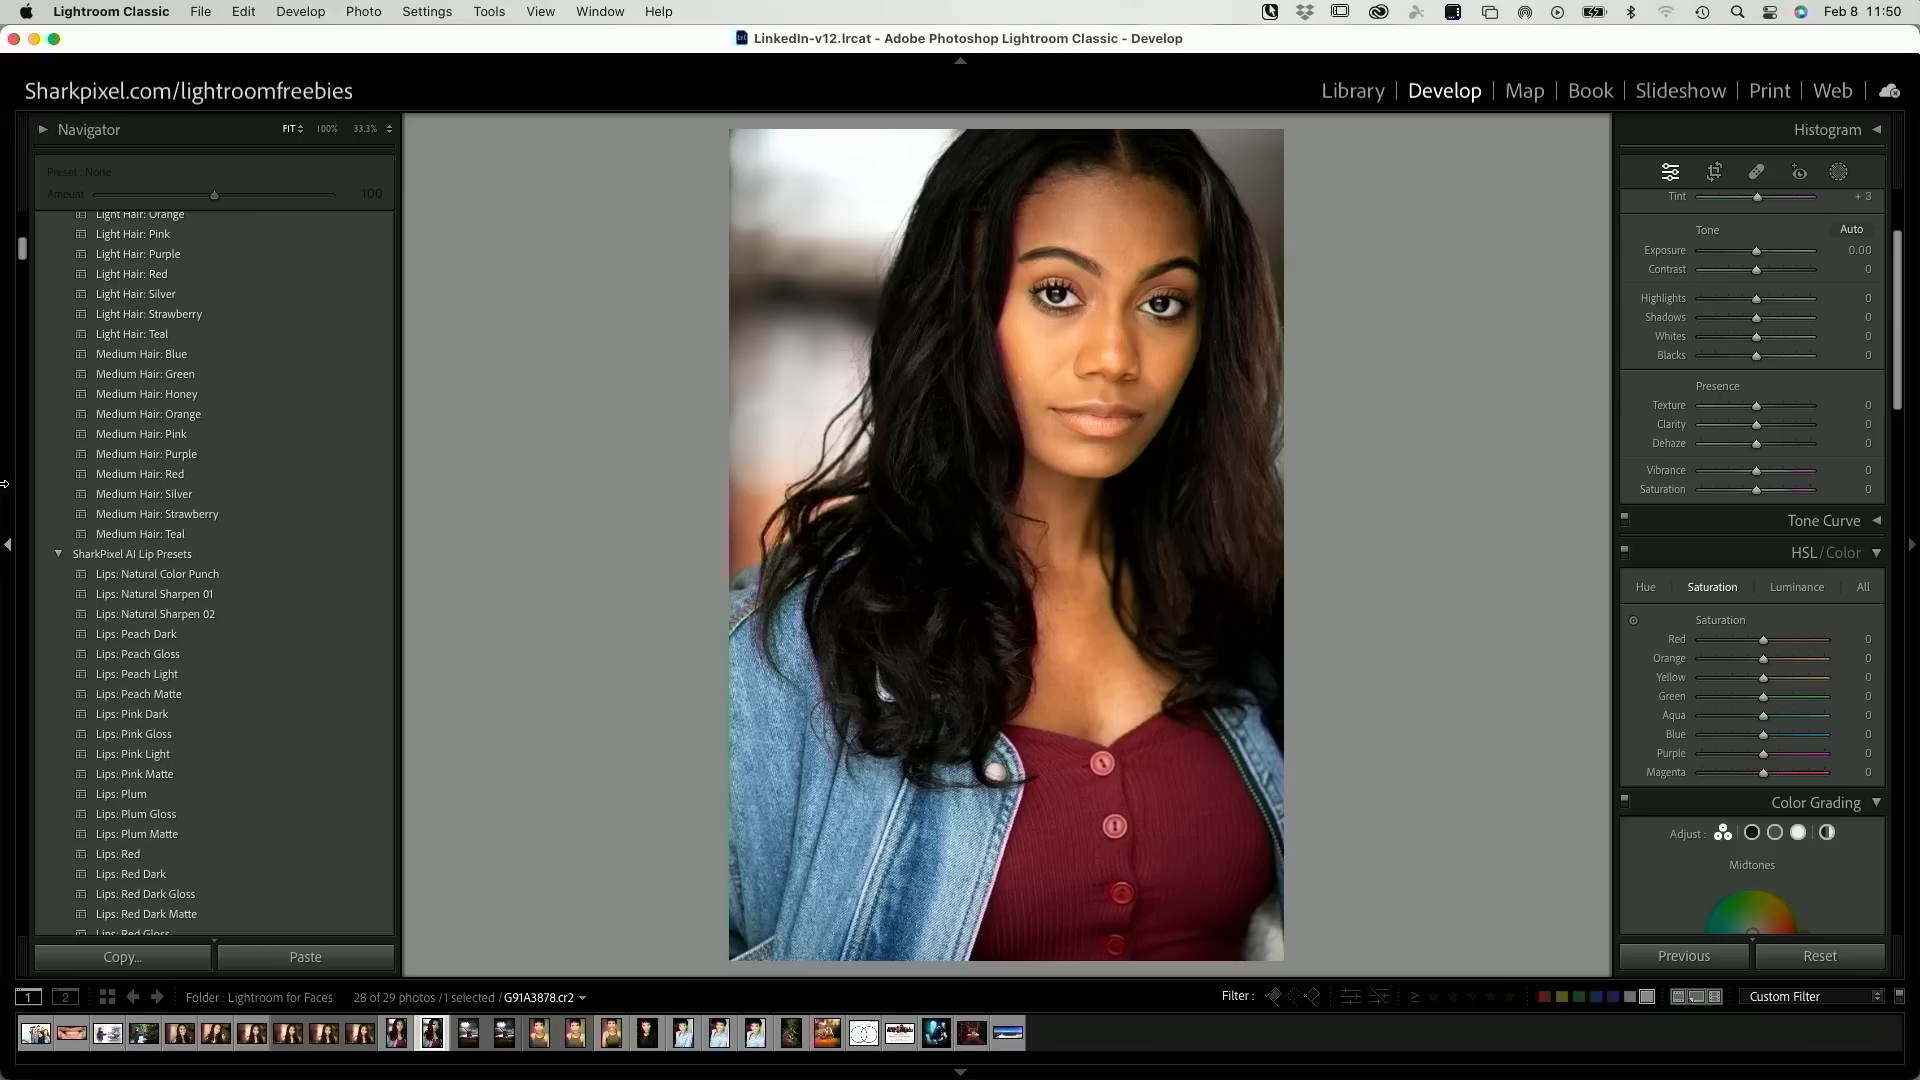 Lightroom Classic File Edit Develop Photo Settings Tools View Window Help Feb 8 11:50
LinkedIn-v12.lrcat - Adobe Photoshop Lightroom Classic - Develop
Sharkpixel.com/lightroomfreebies
Library Develop Map Book Slideshow Print Web
Navigator FIT 100% 33.3%
Preset : None
Amount 100
Light Hair: Orange
Light Hair: Pink
Light Hair: Purple
Light Hair: Red
Light Hair: Silver
Light Hair: Strawberry
Light Hair: Teal
Medium Hair: Blue
Medium Hair: Green
Medium Hair: Honey
Medium Hair: Orange
Medium Hair: Pink
Medium Hair: Purple
Medium Hair: Red
Medium Hair: Silver
Medium Hair: Strawberry
Medium Hair: Teal
SharkPixel AI Lip Presets
Lips: Natural Color Punch
Lips: Natural Sharpen 01
Lips: Natural Sharpen 02
Lips: Peach Dark
Lips: Peach Gloss
Lips: Peach Light
Lips: Peach Matte
Lips: Pink Dark
Lips: Pink Gloss
Lips: Pink Light
Lips: Pink Matte
Lips: Plum
Lips: Plum Gloss
Lips: Plum Matte
Lips: Red
Lips: Red Dark
Lips: Red Dark Gloss
Lips: Red Dark Matte
Lips: Red Gloss
Copy... Paste
Histogram
Tint + 3
Tone Auto
Exposure 0.00
Contrast 0
Highlights 0
Shadows 0
Whites 0
Blacks 0
Presence
Texture 0
Clarity 0
Dehaze 0
Vibrance 0
Saturation 0
Tone Curve
HSL / Color
Hue Saturation Luminance All
Saturation
Red 0
Orange 0
Yellow 0
Green 0
Aqua 0
Blue 0
Purple 0
Magenta 0
Color Grading
Adjust :
Midtones
Previous Reset
1 2 Folder : Lightroom for Faces 28 of 29 photos /1 selected / G91A3878.cr2 Filter : Custom Filter